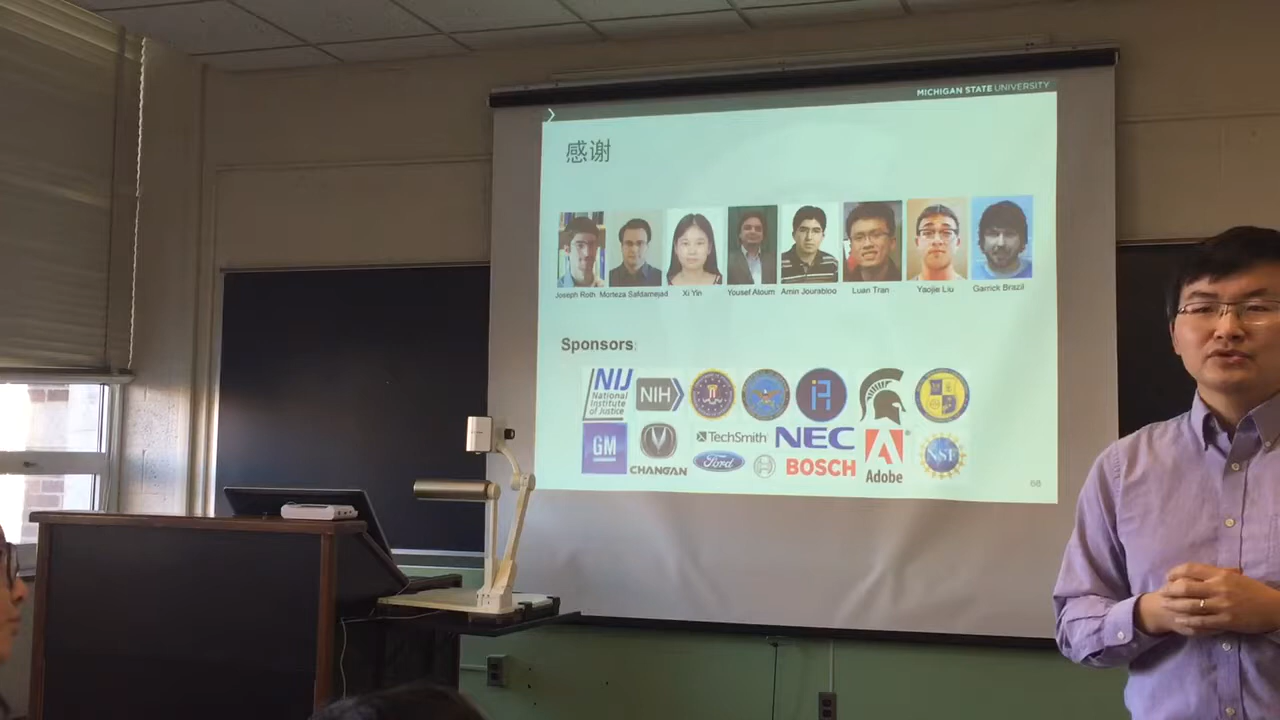 MICHIGAN STATE UNIVERSITY
感谢
Joseph Roth Morteza Safdarnejad Xi Yin Yousef Atoum Amin Jourabloo Luan Tran Yaojie Liu Garrick Brazil
Sponsors:
NIJ
National
Institute
of Justice
NIH
GM
CHANGAN
TechSmith
NEC
Ford
BOSCH
Adobe
NSF
68